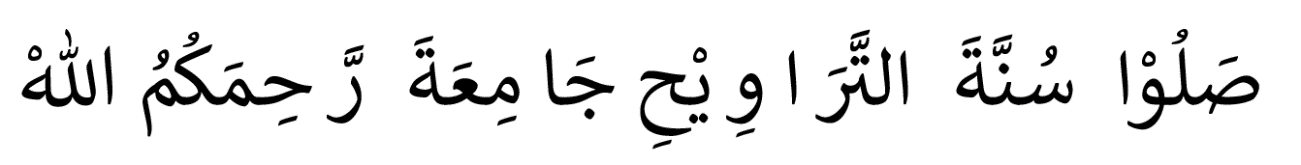 صَلُوْا سُنَّةَ التَّرَاوِيْحِ جَامِعَةَ رَّحِمَكُمُ اللهْ